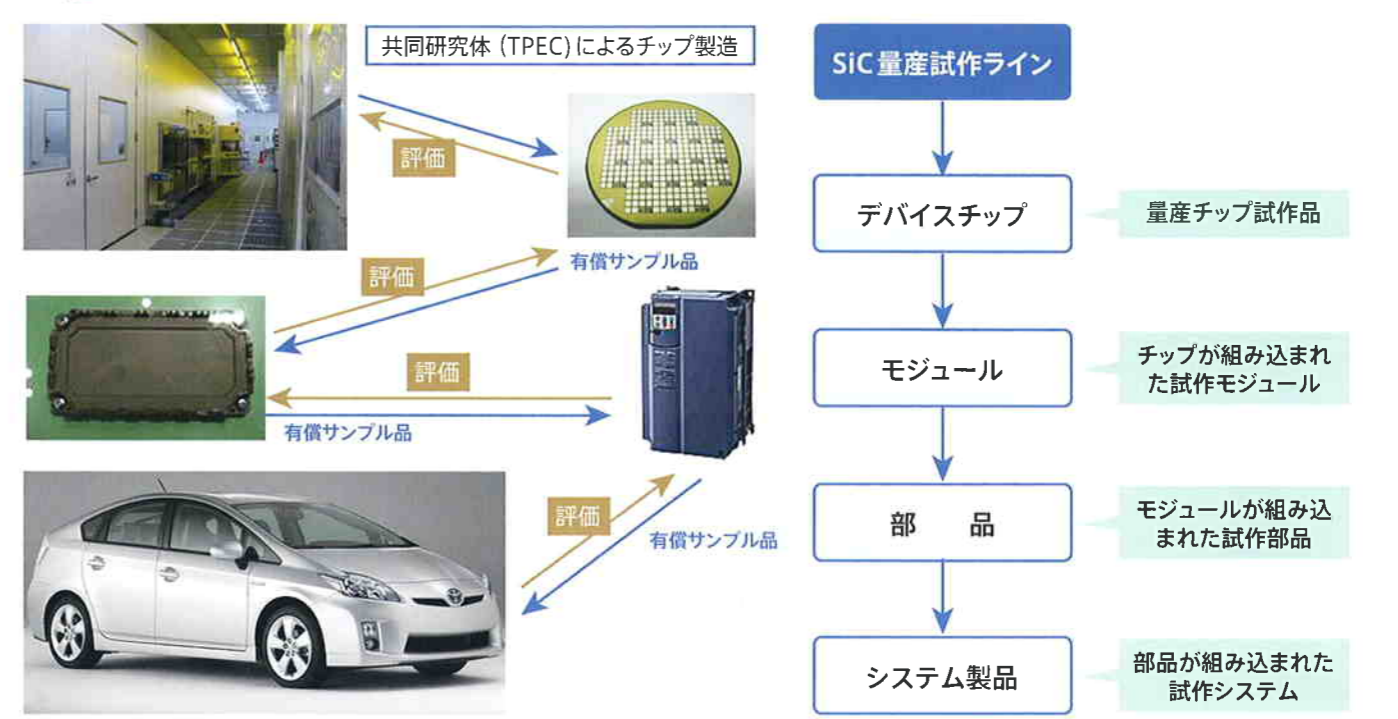 共同研究体（TPEC）によるチップ製造
評価
有償サンプル品
評価
評価
有償サンプル品
評価
有償サンプル品
SiC量産試作ライン
デバイスチップ
量産チップ試作品
モジュール
チップが組み込まれ
た試作モジュール
部　品
モジュールが組み込
まれた試作部品
システム製品
部品が組み込まれた
試作システム